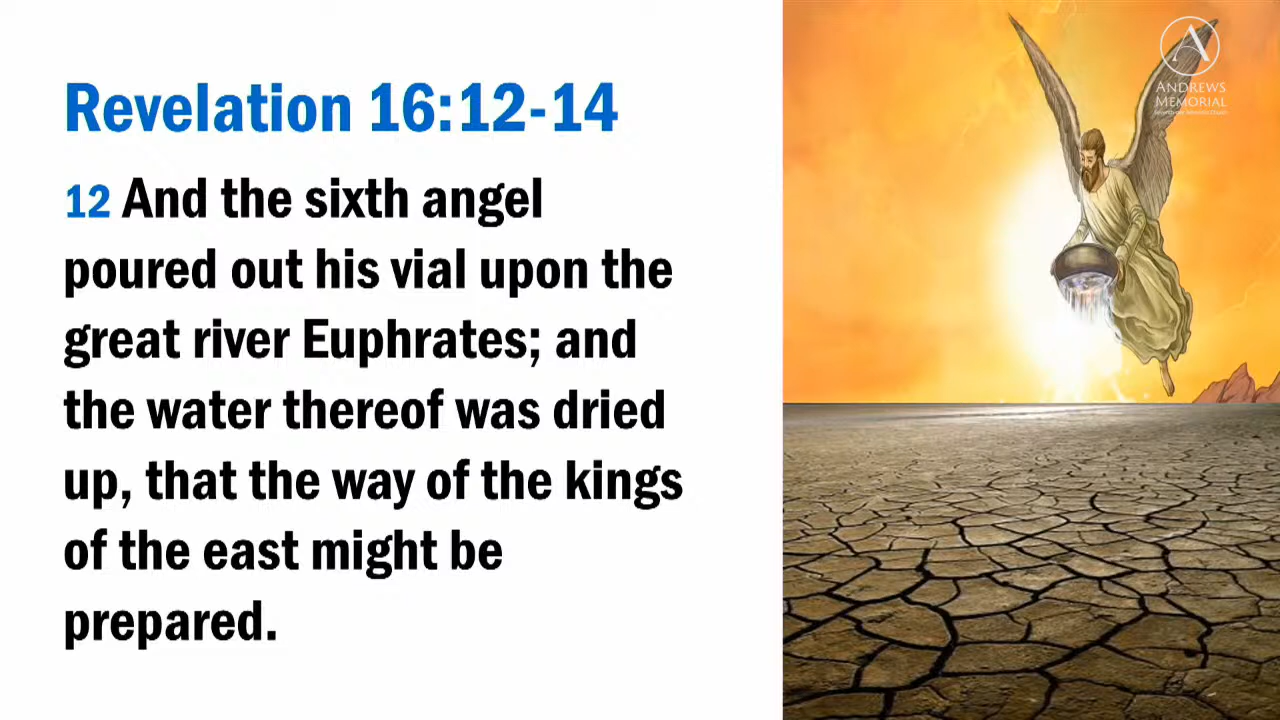 Revelation 16:12-14
12 And the sixth angel
poured out his vial upon the
great river Euphrates; and
the water thereof was dried
up, that the way of the kings
of the east might be
prepared.
ANDREWS
MEMORIAL